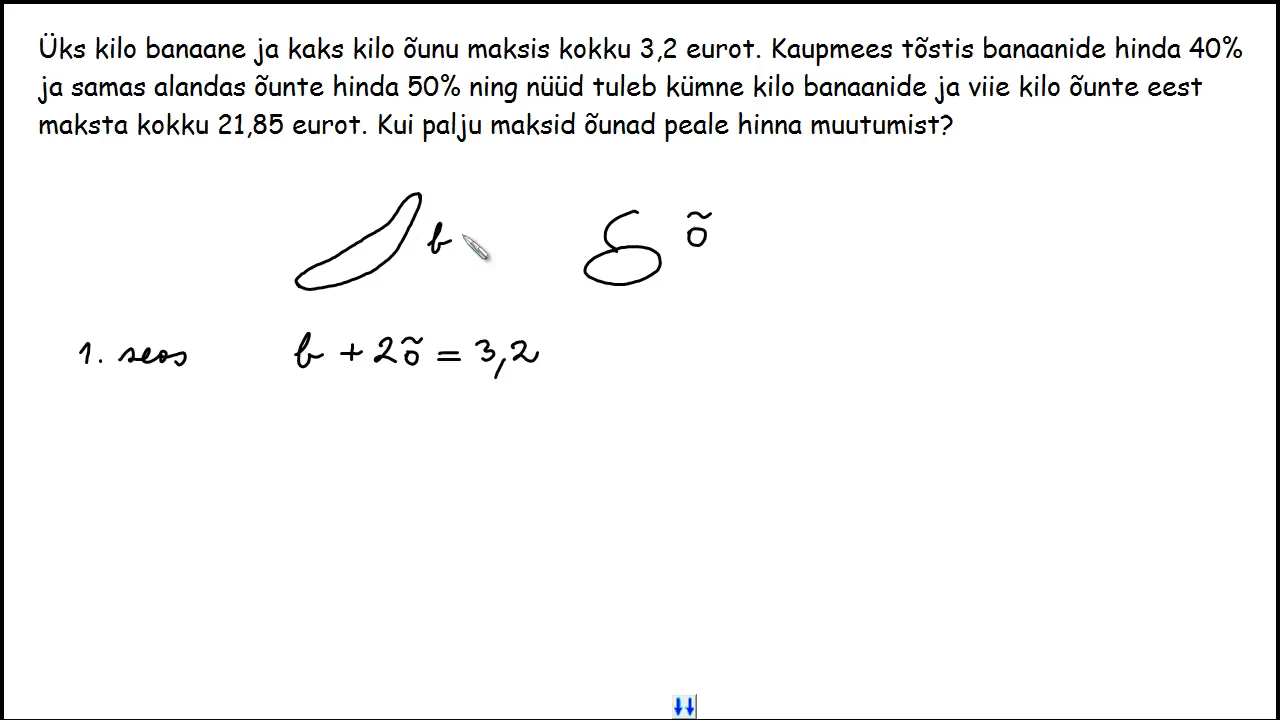 Üks kilo banaane ja kaks kilo õunu maksis kokku 3,2 eurot. Kaupmees tõstis banaanide hinda 40%
ja samas alandas õunte hinda 50% ning nüüd tuleb kümne kilo banaanide ja viie kilo õunte eest
maksta kokku 21,85 eurot. Kui palju maksid õunad peale hinna muutumist?
b õ
1. seos b + 2õ = 3,2